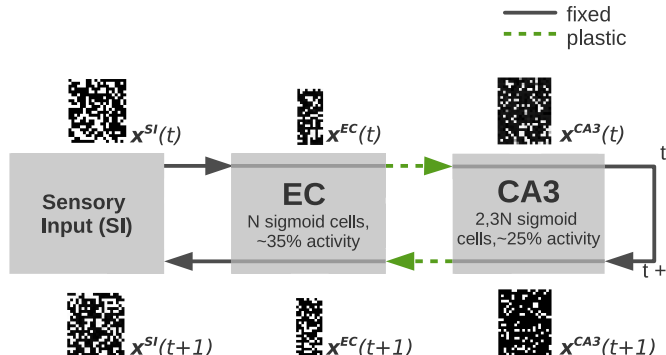 fixed
plastic
x^SI(t)
x^EC(t)
x^CA3(t)
t
Sensory
Input (SI)
EC
N sigmoid cells,
~35% activity
CA3
2,3N sigmoid
cells,~25% activity
t +
x^SI(t+1)
x^EC(t+1)
x^CA3(t+1)